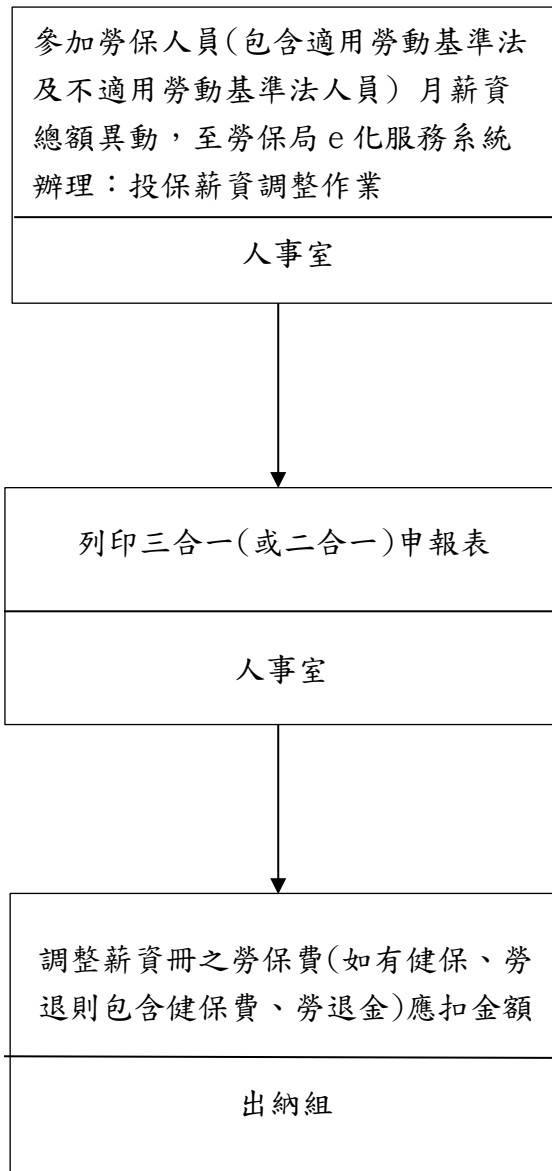 參加勞保人員(包含適用勞動基準法
及不適用勞動基準法人員) 月薪資
總額異動，至勞保局 e 化服務系統
辦理：投保薪資調整作業
人事室
列印三合一(或二合一)申報表
人事室
調整薪資冊之勞保費(如有健保、勞
退則包含健保費、勞退金)應扣金額
出納組